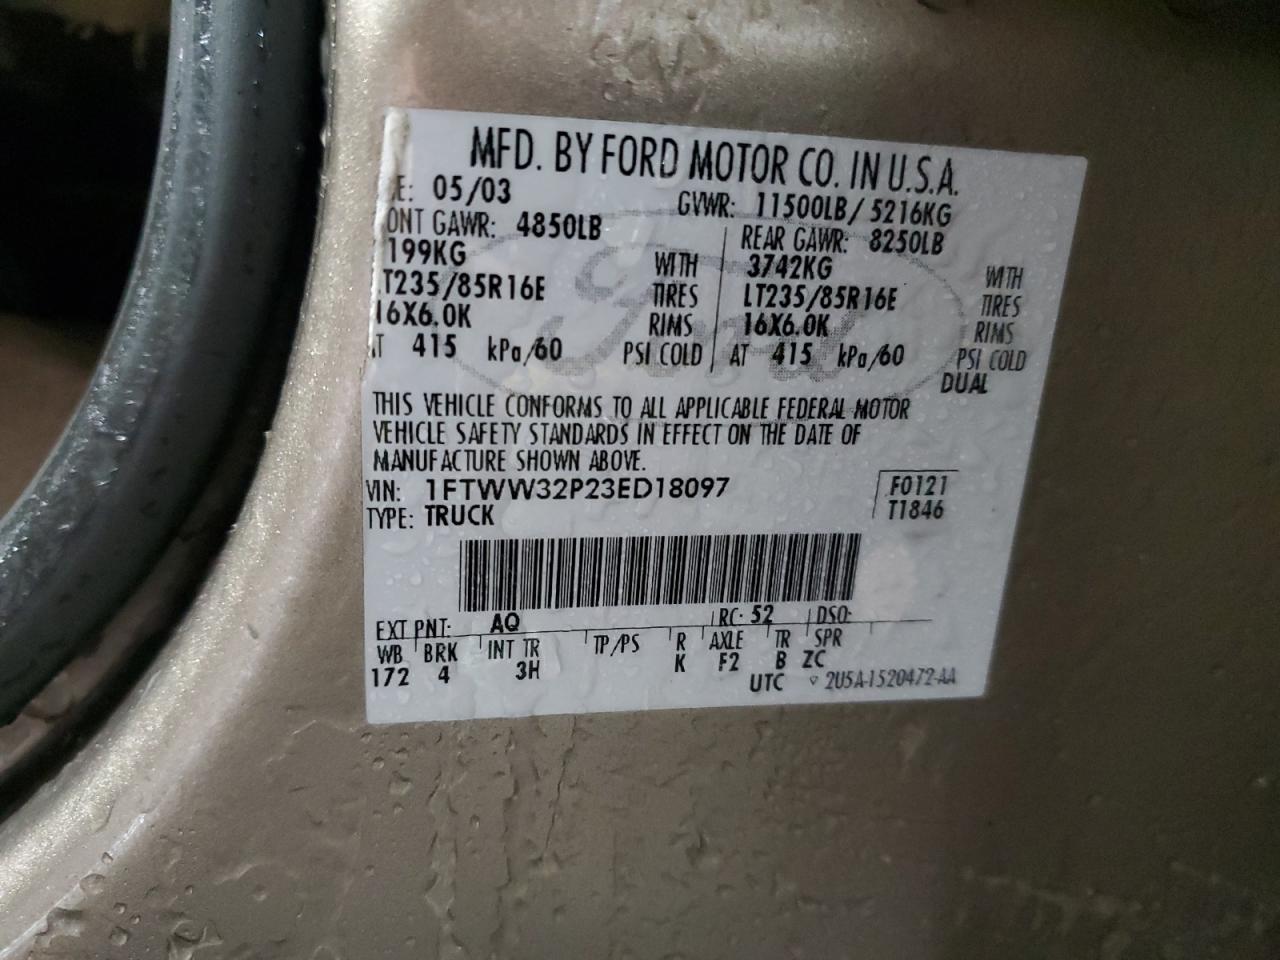 MFD. BY FORD MOTOR CO. IN U.S.A.
E: 05/03 GVWR: 11500LB/ 5216KG
ONT GAWR: 4850LB REAR GAWR: 8250LB
199KG WITH 3742KG WITH
T235/85R16E TIRES LT235/85R16E TIRES
16X6.0K RIMS 16X6.0K RIMS
AT 415 kPa/60 PSI COLD AT 415 kPa/60 PSI COLD
DUAL
Ford
THIS VEHICLE CONFORMS TO ALL APPLICABLE FEDERAL MOTOR
VEHICLE SAFETY STANDARDS IN EFFECT ON THE DATE OF
MANUFACTURE SHOWN ABOVE.
VIN: 1FTWW32P23ED18097 F0121
TYPE: TRUCK T1846
EXT PNT: AQ RC: 52 DSO:
WB BRK INT TR TP/PS R AXLE TR SPR
172 4 3H K F2 B ZC
UTC ▽ 2U5A-1520472-AA